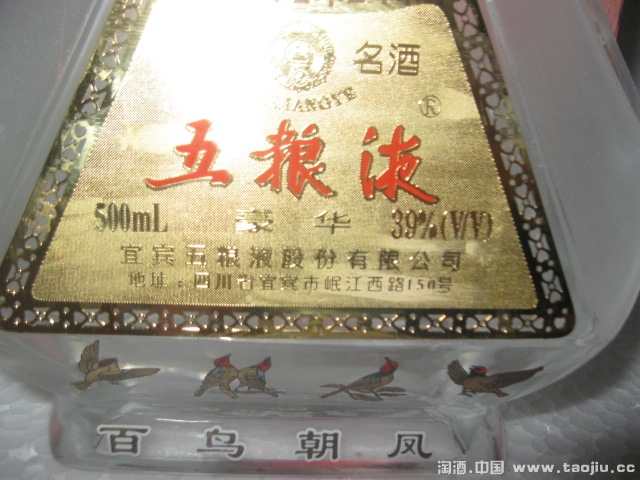 名酒
LIANGYE
®
五粮液
500mL 豪华 39%(V/V)
宜宾五粮液股份有限公司
地址：四川省宜宾市岷江西路150号
百鸟朝凤
淘酒.中国 www.taojiu.cc